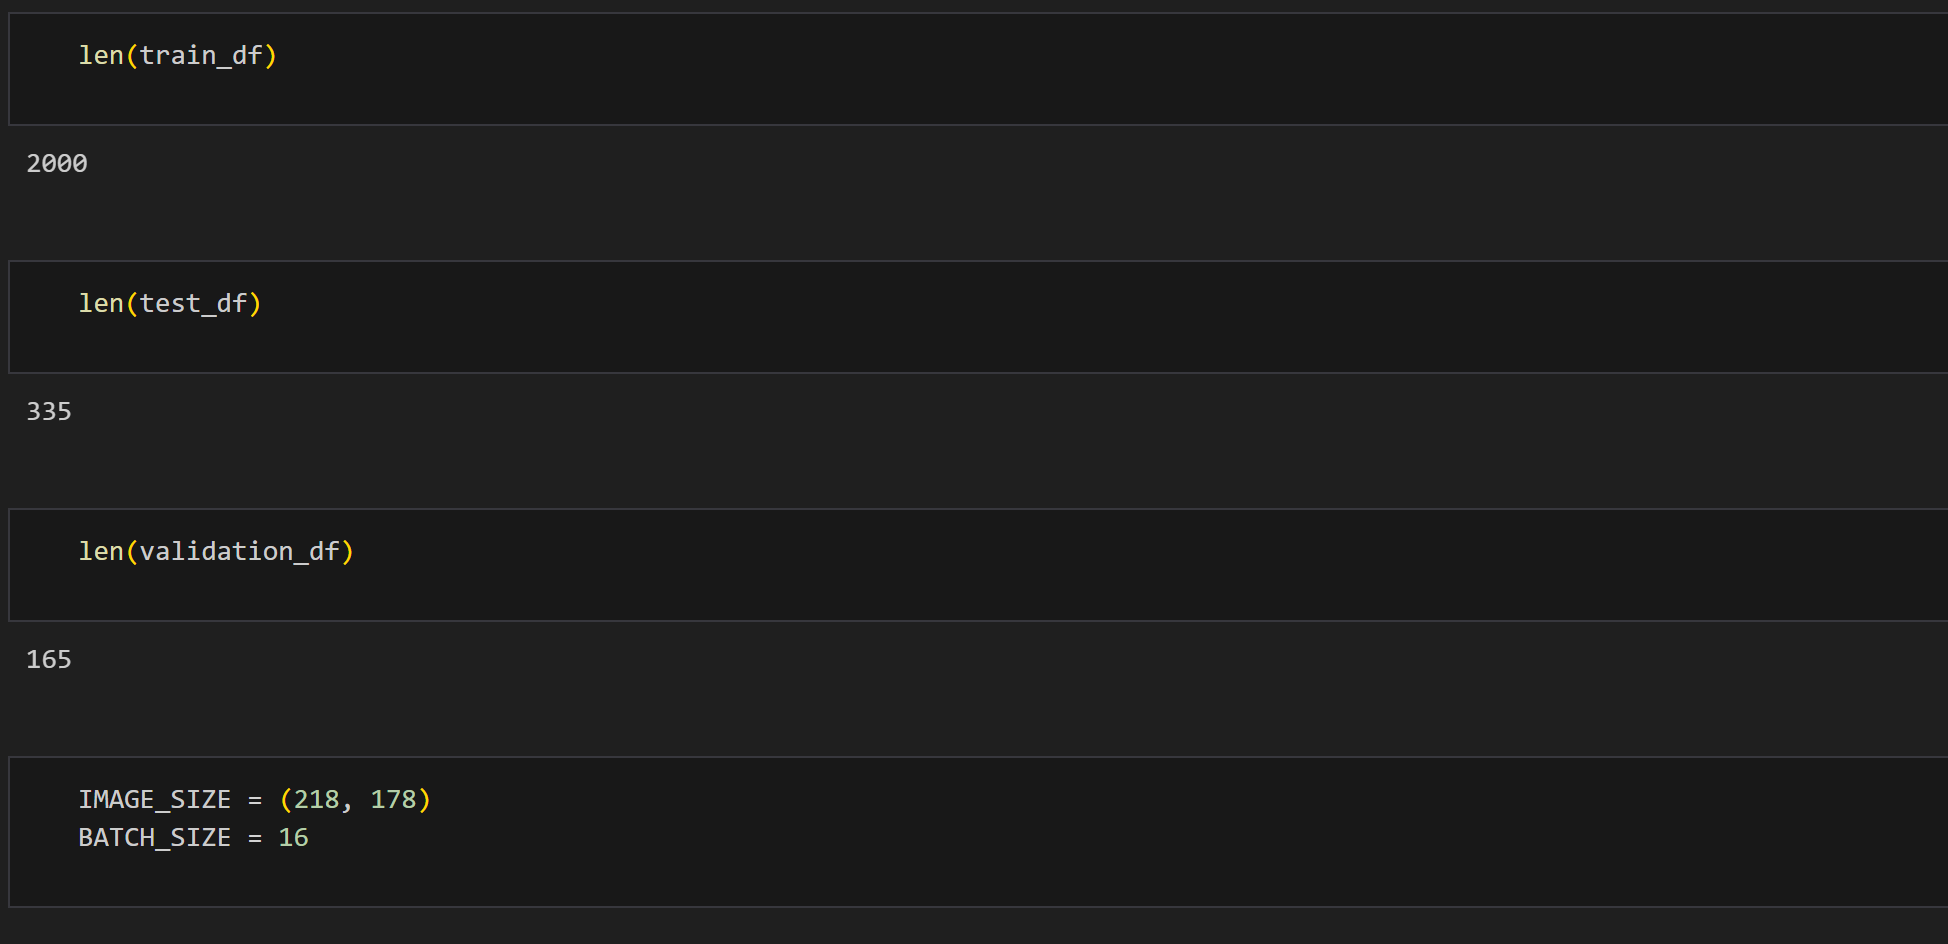 len(train_df)
2000
len(test_df)
335
len(validation_df)
165
IMAGE_SIZE = (218, 178)
BATCH_SIZE = 16